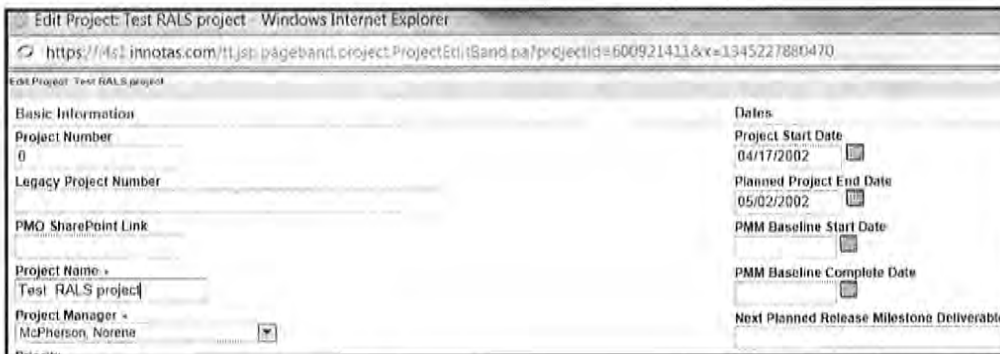 Edit Project: Test RALS project - Windows Internet Explorer
innotas.com/tt.jsp.pageband.project.ProjectEditBand.pa?projectId=600921411&x=1345227880470
Edit Project: Test RALS project
Basic Information
Project Number
0
Legacy Project Number
PMO SharePoint Link
Project Name
Test RALS project
Project Manager
McPherson, Norena
Dates
Project Start Date
04/17/2002
Planned Project End Date
05/02/2002
PMM Baseline Start Date
PMM Baseline Complete Date
Next Planned Release Milestone Deliverable